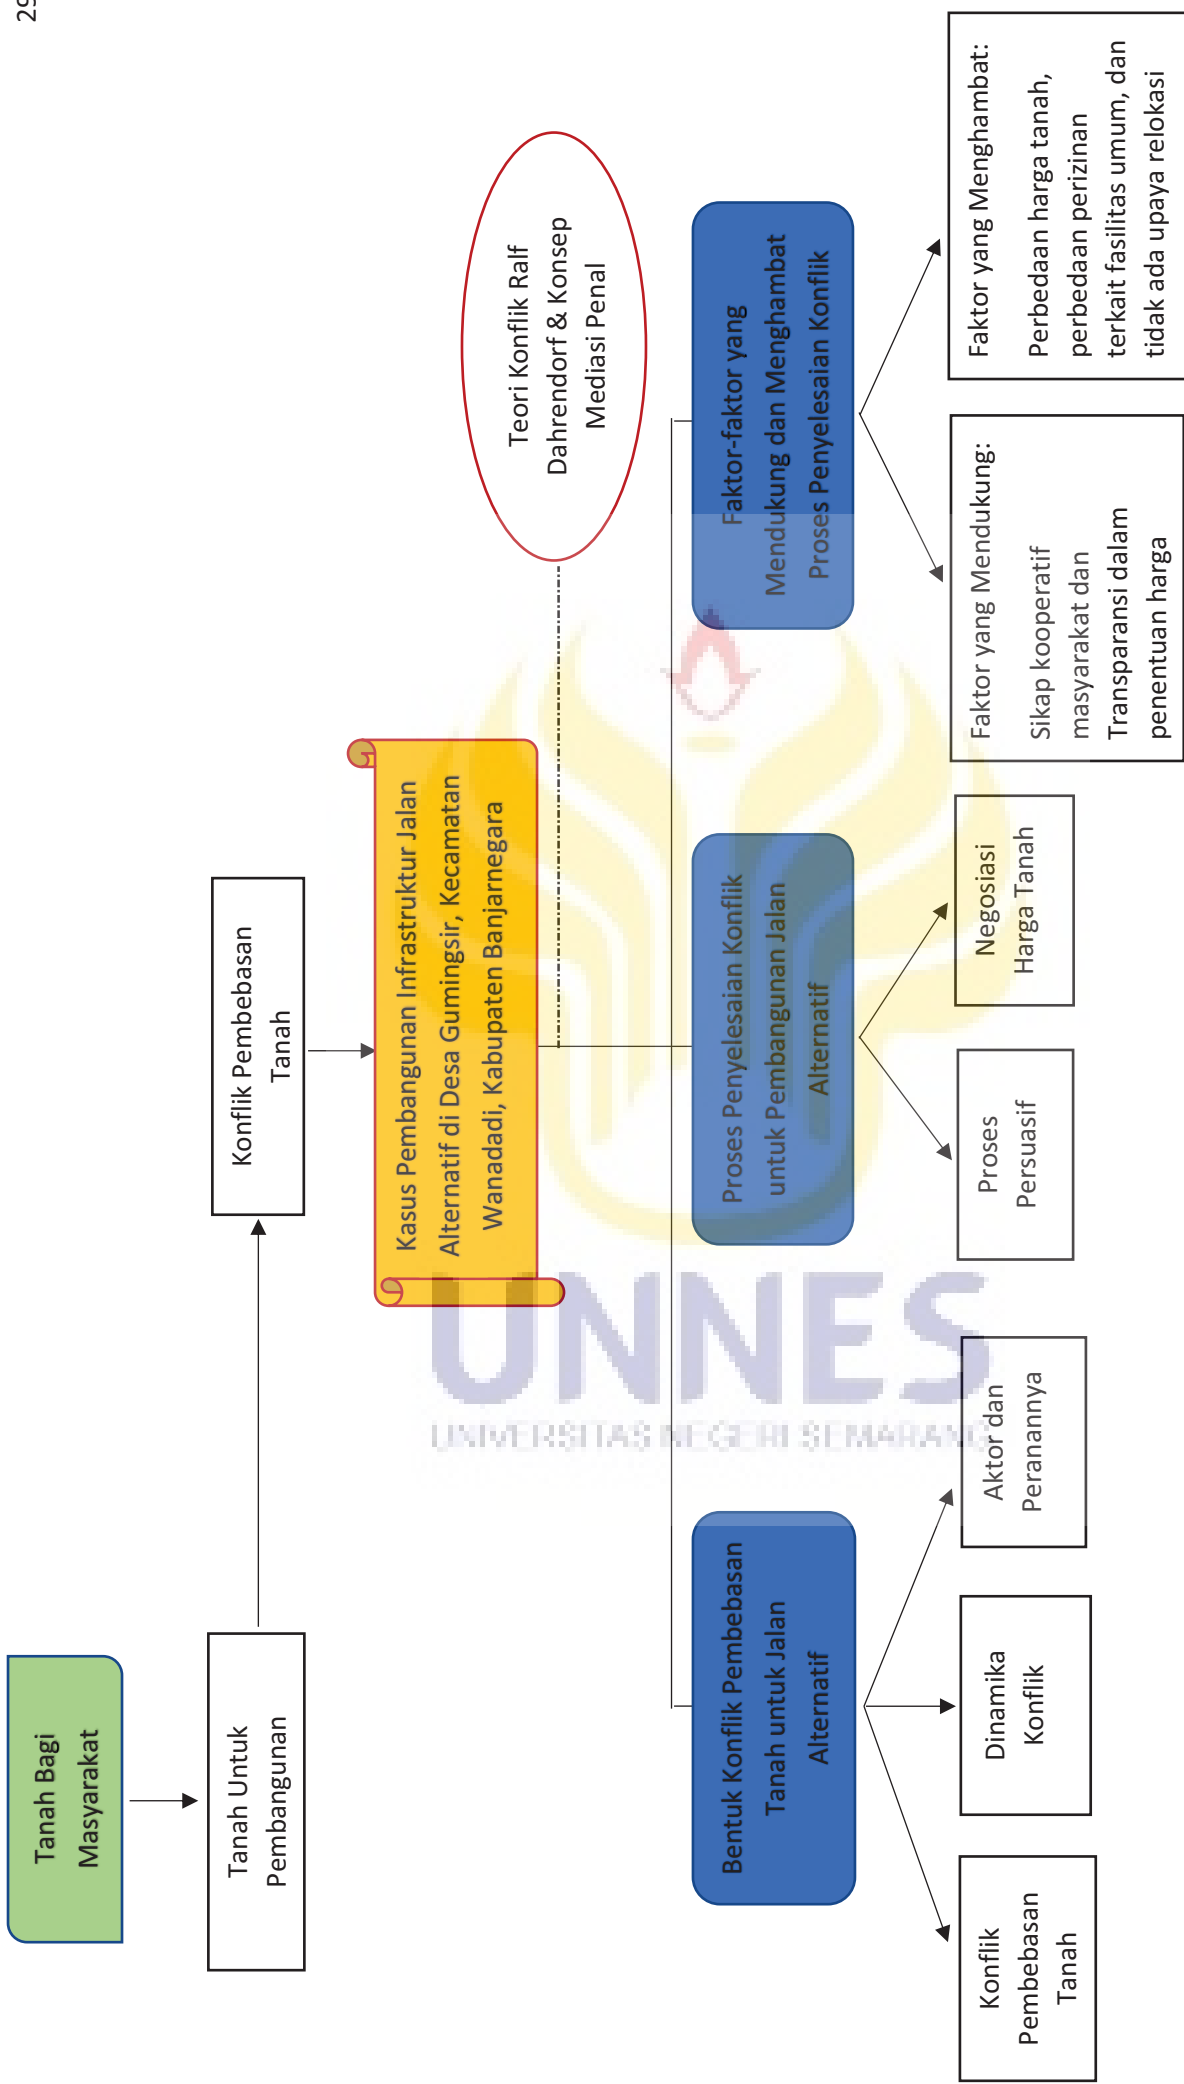 29
Tanah Bagi
Masyarakat
Tanah Untuk
Pembangunan
Konflik Pembebasan
Tanah
Kasus Pembangunan Infrastruktur Jalan
Alternatif di Desa Gumingsir, Kecamatan
Wanadadi, Kabupaten Banjarnegara
Teori Konflik Ralf
Dahrendorf & Konsep
Mediasi Penal
Bentuk Konflik Pembebasan
Tanah untuk Jalan
Alternatif
Proses Penyelesaian Konflik
untuk Pembangunan Jalan
Alternatif
Faktor-faktor yang
Mendukung dan Menghambat
Proses Penyelesaian Konflik
Konflik
Pembebasan
Tanah
Dinamika
Konflik
Aktor dan
Peranannya
Proses
Persuasif
Negosiasi
Harga Tanah
Faktor yang Mendukung:
Sikap kooperatif
masyarakat dan
Transparansi dalam
penentuan harga
Faktor yang Menghambat:
Perbedaan harga tanah,
perbedaan perizinan
terkait fasilitas umum, dan
tidak ada upaya relokasi
UNNES
UNIVERSITAS NEGERI SEMARANG